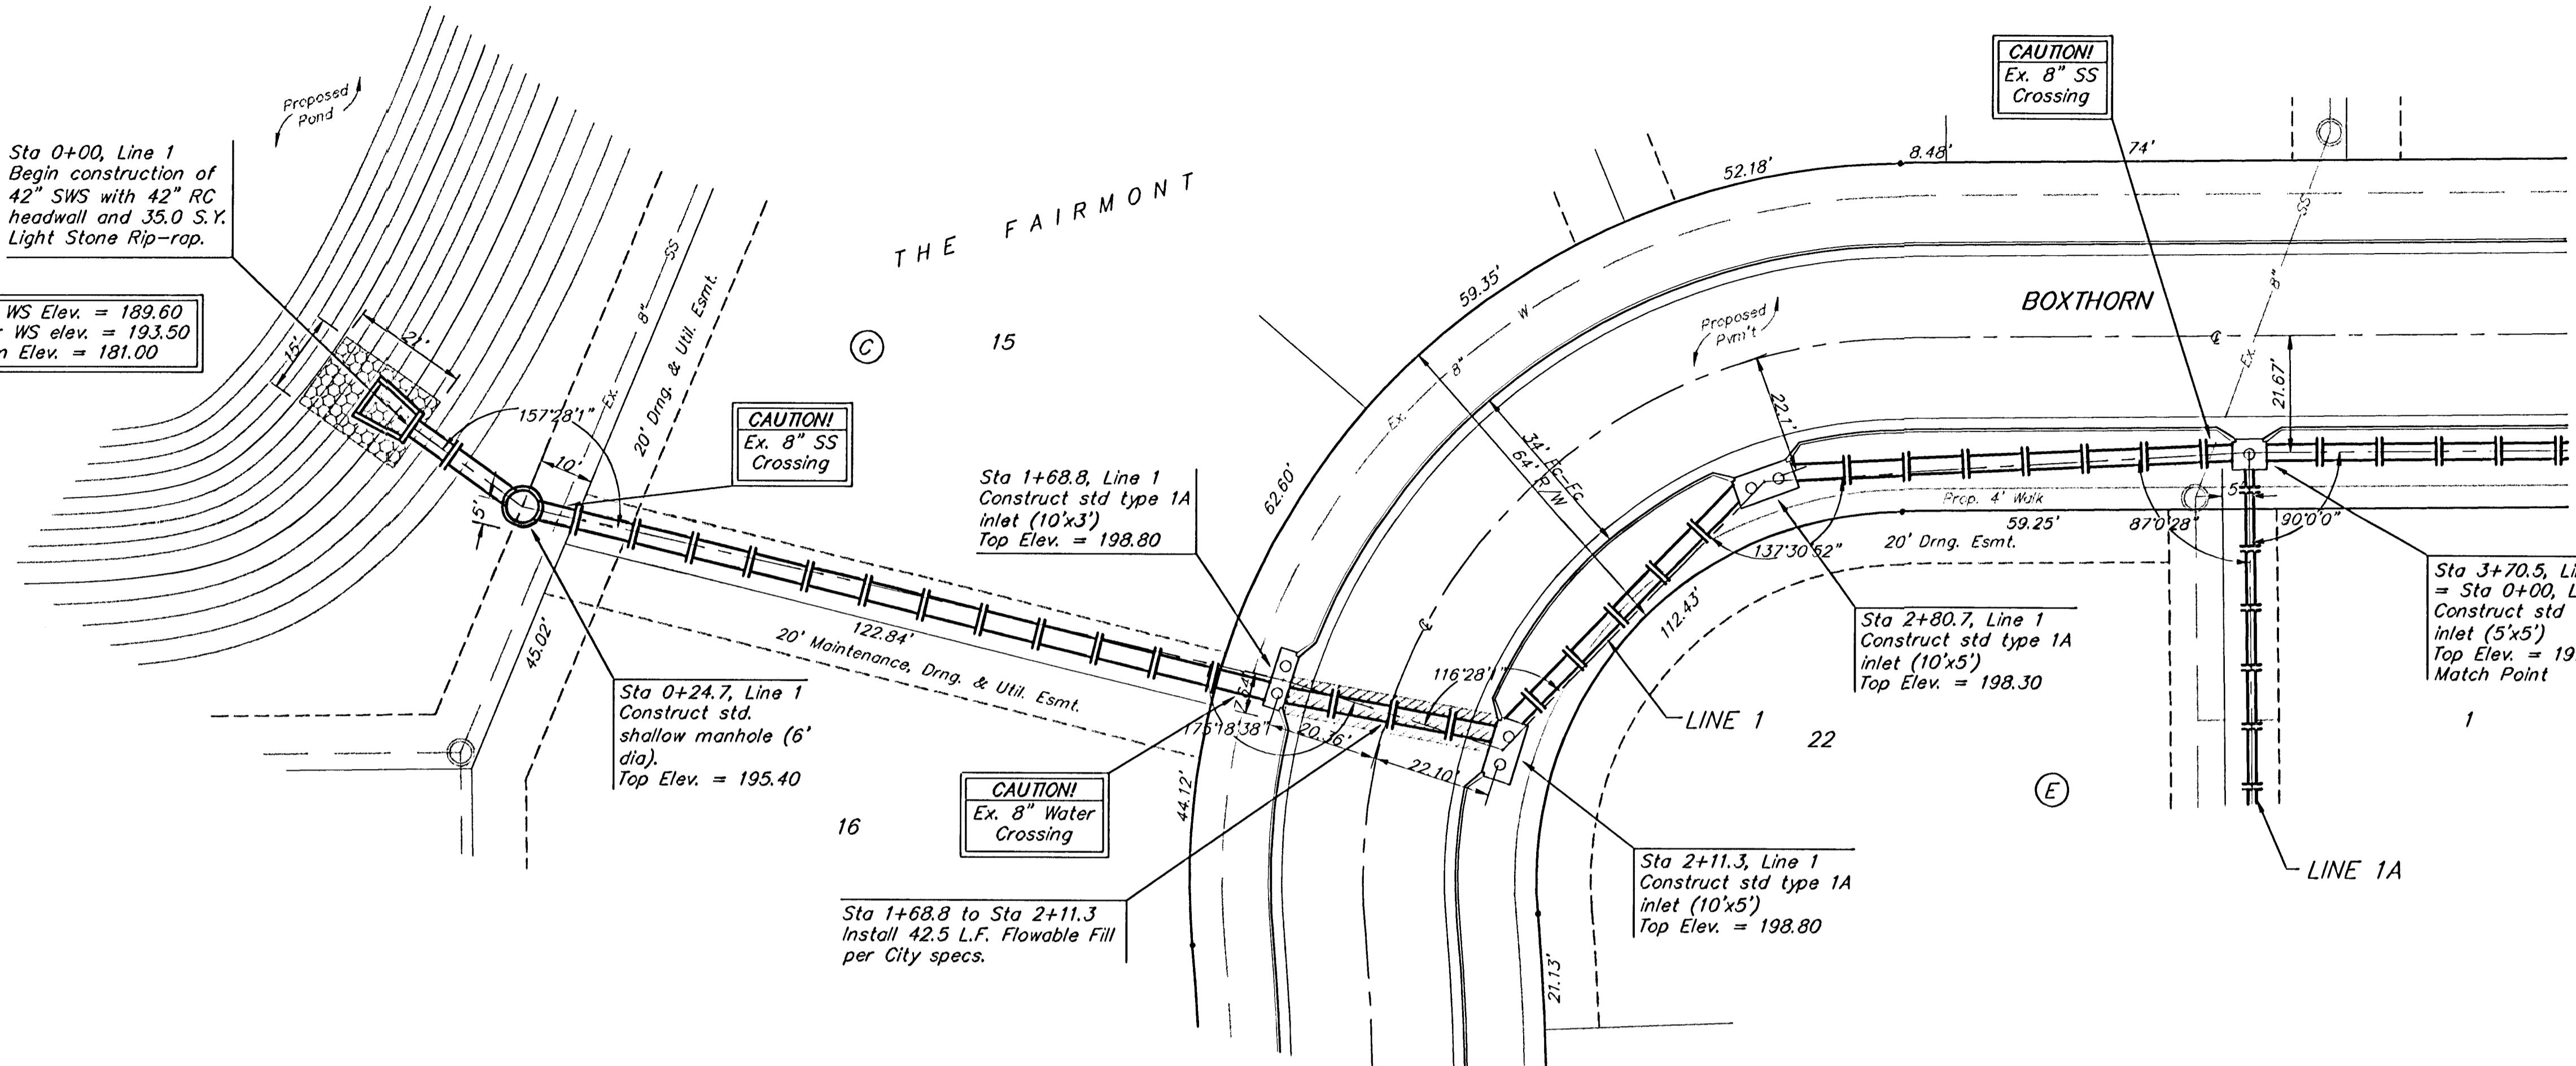 CAUTION!
Ex. 8" SS
Crossing
Proposed
Pond
Sta 0+00, Line 1
Begin construction of
42" SWS with 42" RC
headwall and 35.0 S.Y.
Light Stone Rip-rap.
WS Elev. = 189.60
WS elev. = 193.50
Elev. = 181.00
15'
21'
157°28'1"
10'
5'
Ex. 8" SS
20' Drng. & Util. Esmt.
THE FAIRMONT
C
15
CAUTION!
Ex. 8" SS
Crossing
Sta 1+68.8, Line 1
Construct std type 1A
inlet (10'x3')
Top Elev. = 198.80
45.02'
122.84'
20' Maintenance, Drng. & Util. Esmt.
Sta 0+24.7, Line 1
Construct std.
shallow manhole (6'
dia).
Top Elev. = 195.40
16
CAUTION!
Ex. 8" Water
Crossing
Sta 1+68.8 to Sta 2+11.3
Install 42.5 L.F. Flowable Fill
per City specs.
44.12'
62.60'
59.35'
52.18'
8.48'
74'
Ex. 8" W
34' Fc-Fc
64' R/W
Proposed
Pvm't
22.1'
BOXTHORN
℄
21.67'
Ex. 8" SS
℄
175°18'38"
20.36'
22.10'
116°28'1"
112.43'
137°30'52"
Prop. 4' Walk
59.25'
20' Drng. Esmt.
87°0'28"
5'
90°0'0"
LINE 1
22
Sta 2+80.7, Line 1
Construct std type 1A
inlet (10'x5')
Top Elev. = 198.30
Sta 3+70.5,
= Sta 0+00,
Construct std
inlet (5'x5')
Top Elev. =
Match Point
1
E
Sta 2+11.3, Line 1
Construct std type 1A
inlet (10'x5')
Top Elev. = 198.80
21.13'
LINE 1A